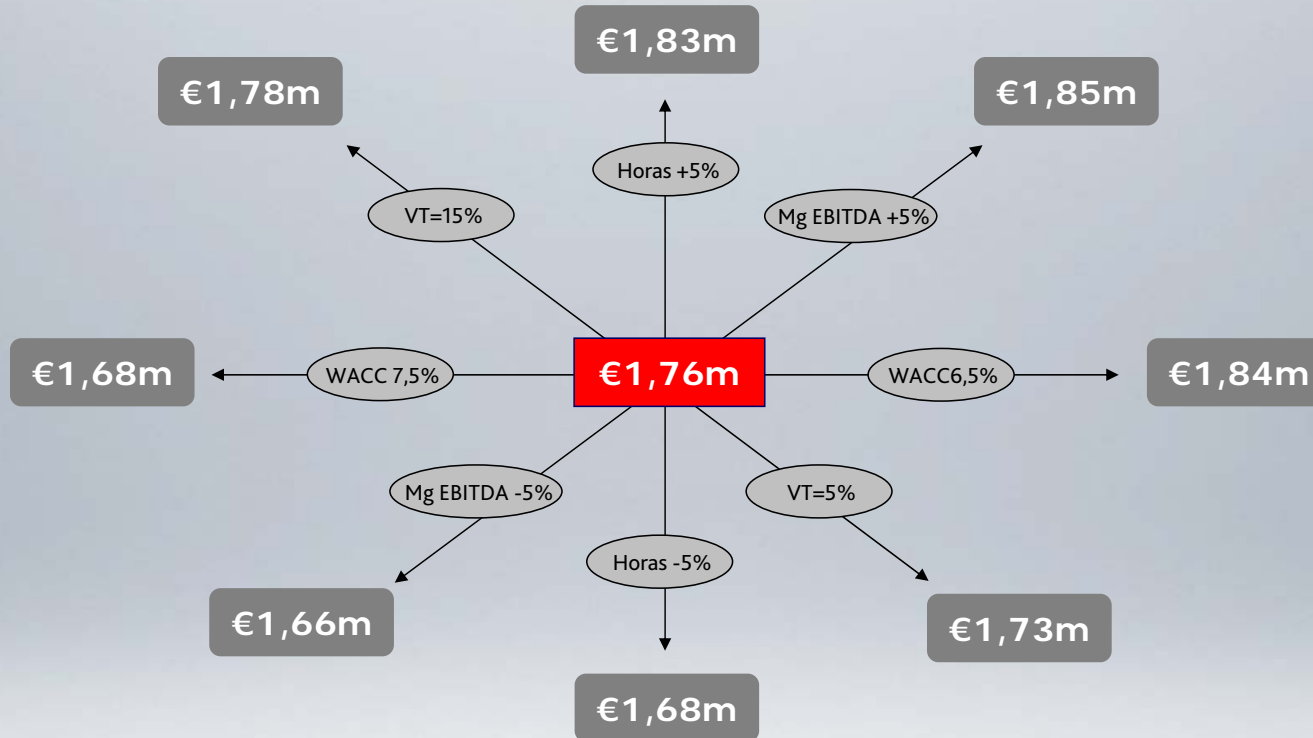 €1,83m
€1,78m
€1,85m
Horas +5%
VT=15%
Mg EBITDA +5%
€1,68m
WACC 7,5%
€1,76m
WACC6,5%
€1,84m
Mg EBITDA -5%
VT=5%
Horas -5%
€1,66m
€1,73m
€1,68m